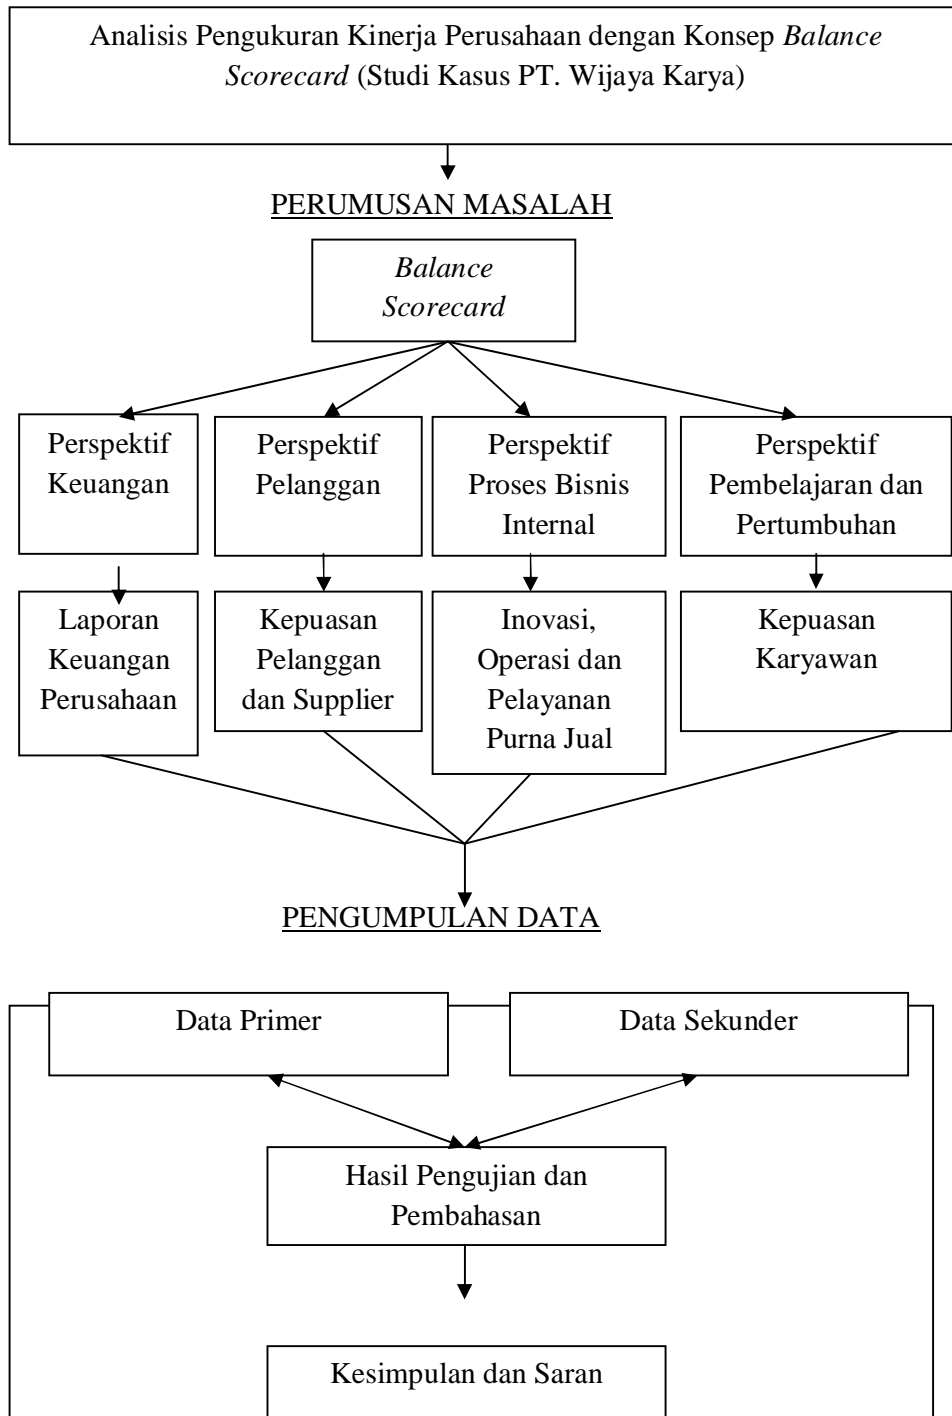 Analisis Pengukuran Kinerja Perusahaan dengan Konsep Balance
Scorecard (Studi Kasus PT. Wijaya Karya)
PERUMUSAN MASALAH
Balance
Scorecard
Perspektif
Keuangan
Perspektif
Pelanggan
Perspektif
Proses Bisnis
Internal
Perspektif
Pembelajaran dan
Pertumbuhan
Laporan
Keuangan
Perusahaan
Kepuasan
Pelanggan
dan Supplier
Inovasi,
Operasi dan
Pelayanan
Purna Jual
Kepuasan
Karyawan
PENGUMPULAN DATA
Data Primer
Data Sekunder
Hasil Pengujian dan
Pembahasan
Kesimpulan dan Saran